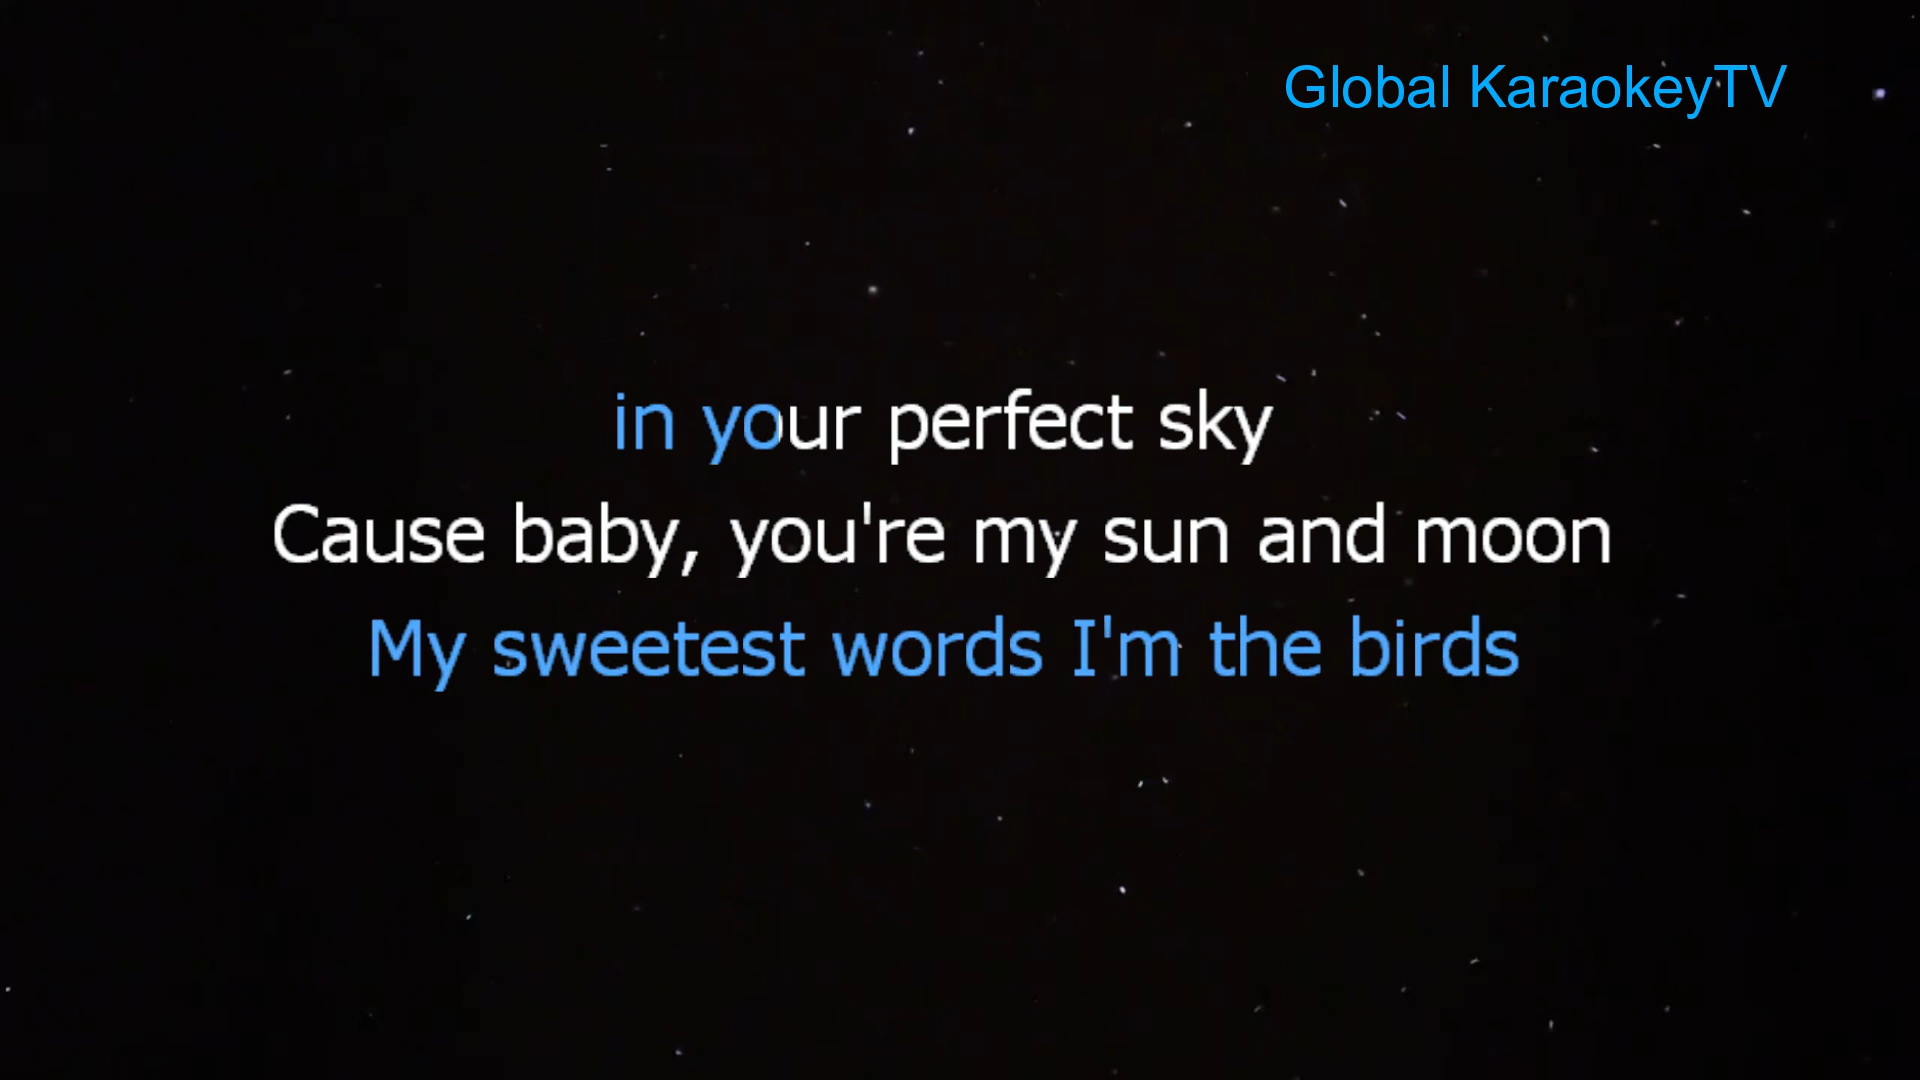 Global KaraokeyTV
in your perfect sky
Cause baby, you're my sun and moon
My sweetest words I'm the birds